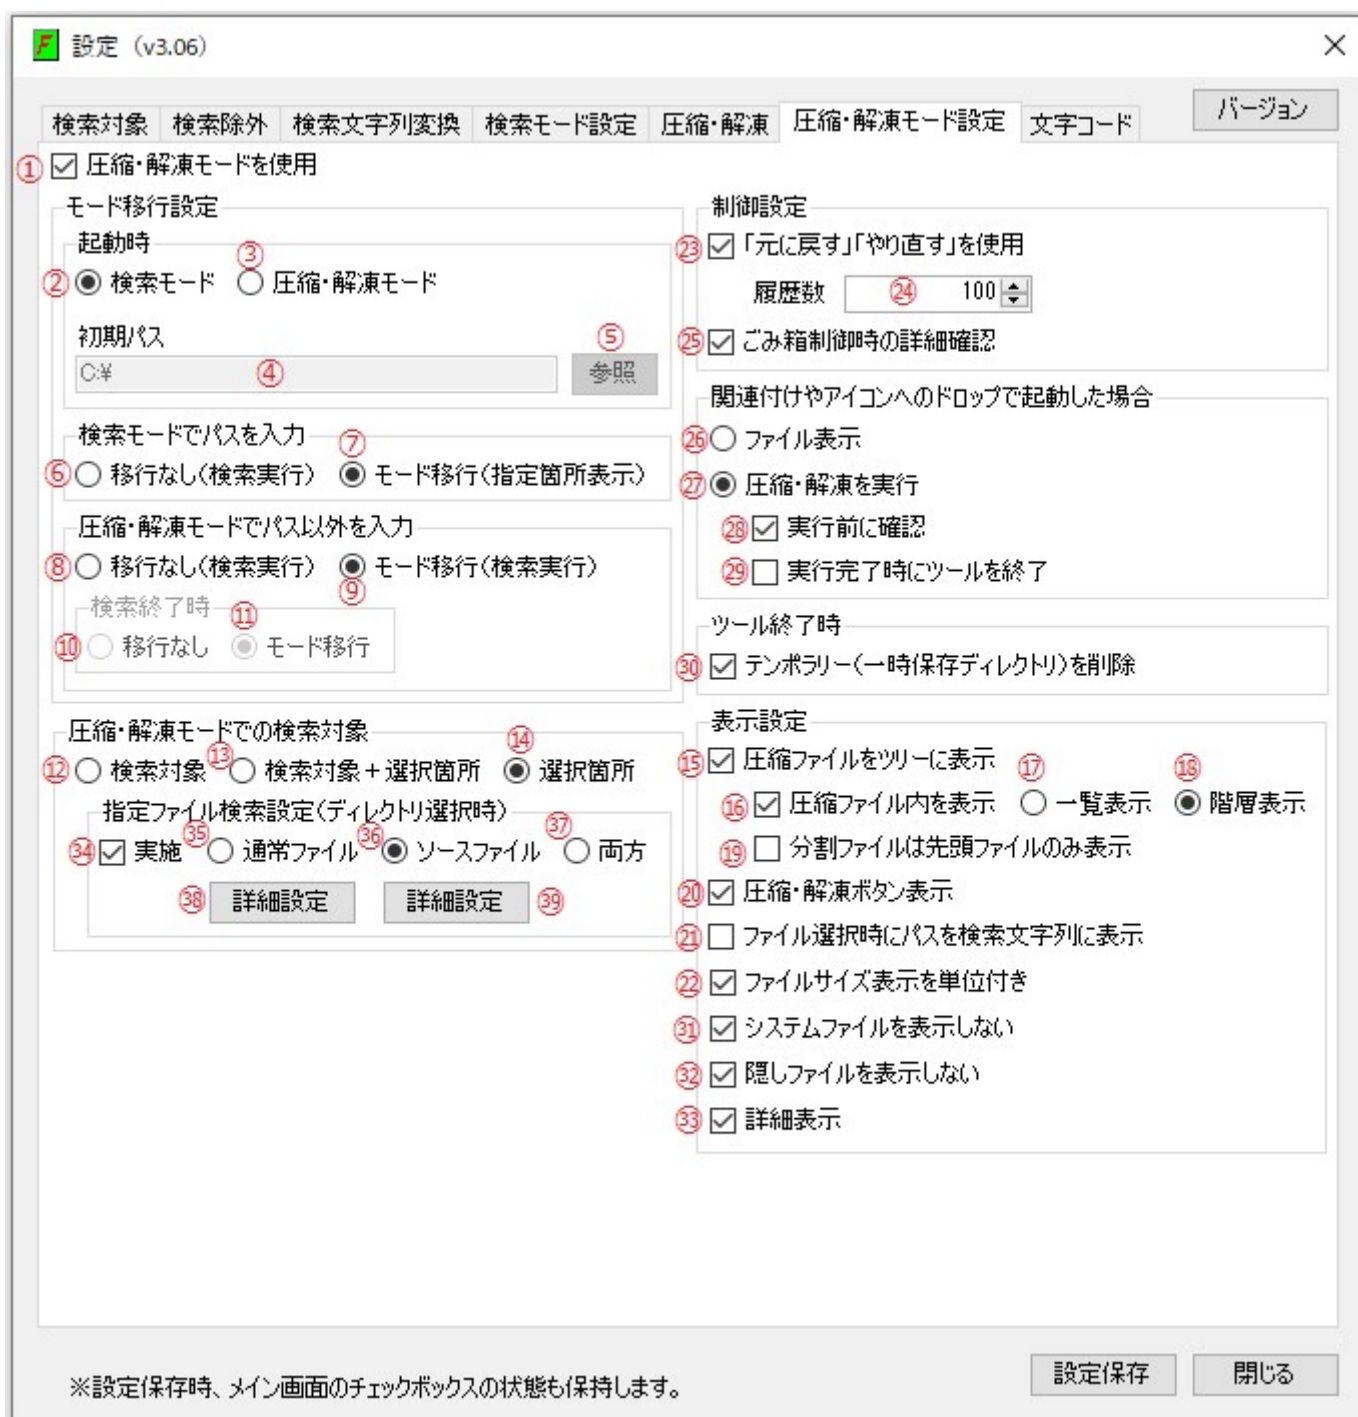 設定（v3.06）
検索対象 検索除外 検索文字列変換 検索モード設定 圧縮・解凍 圧縮・解凍モード設定 文字コード バージョン
① 圧縮・解凍モードを使用
モード移行設定
起動時
② 検索モード ③ 圧縮・解凍モード
初期パス
C:¥ ④ ⑤ 参照
検索モードでパスを入力
⑥ 移行なし（検索実行） ⑦ モード移行（指定箇所表示）
圧縮・解凍モードでパス以外を入力
⑧ 移行なし（検索実行） ⑨ モード移行（検索実行）
検索終了時
⑩ 移行なし ⑪ モード移行
圧縮・解凍モードでの検索対象
⑫ 検索対象 ⑬ 検索対象＋選択箇所 ⑭ 選択箇所
指定ファイル検索設定（ディレクトリ選択時）
㉞ 実施 ㉟ 通常ファイル ㊱ ソースファイル ㊲ 両方
㊳ 詳細設定 詳細設定 ㊴
制御設定
㉓ 「元に戻す」「やり直す」を使用
履歴数 ㉔ 100
㉕ ごみ箱制御時の詳細確認
関連付けやアイコンへのドロップで起動した場合
㉖ ファイル表示
㉗ 圧縮・解凍を実行
㉘ 実行前に確認
㉙ 実行完了時にツールを終了
ツール終了時
㉚ テンポラリー（一時保存ディレクトリ）を削除
表示設定
⑮ 圧縮ファイルをツリーに表示
⑯ 圧縮ファイル内を表示 ⑰ 一覧表示 ⑱ 階層表示
⑲ 分割ファイルは先頭ファイルのみ表示
⑳ 圧縮・解凍ボタン表示
㉑ ファイル選択時にパスを検索文字列に表示
㉒ ファイルサイズ表示を単位付き
㉛ システムファイルを表示しない
㉜ 隠しファイルを表示しない
㉝ 詳細表示
※設定保存時、メイン画面のチェックボックスの状態も保持します。 設定保存 閉じる